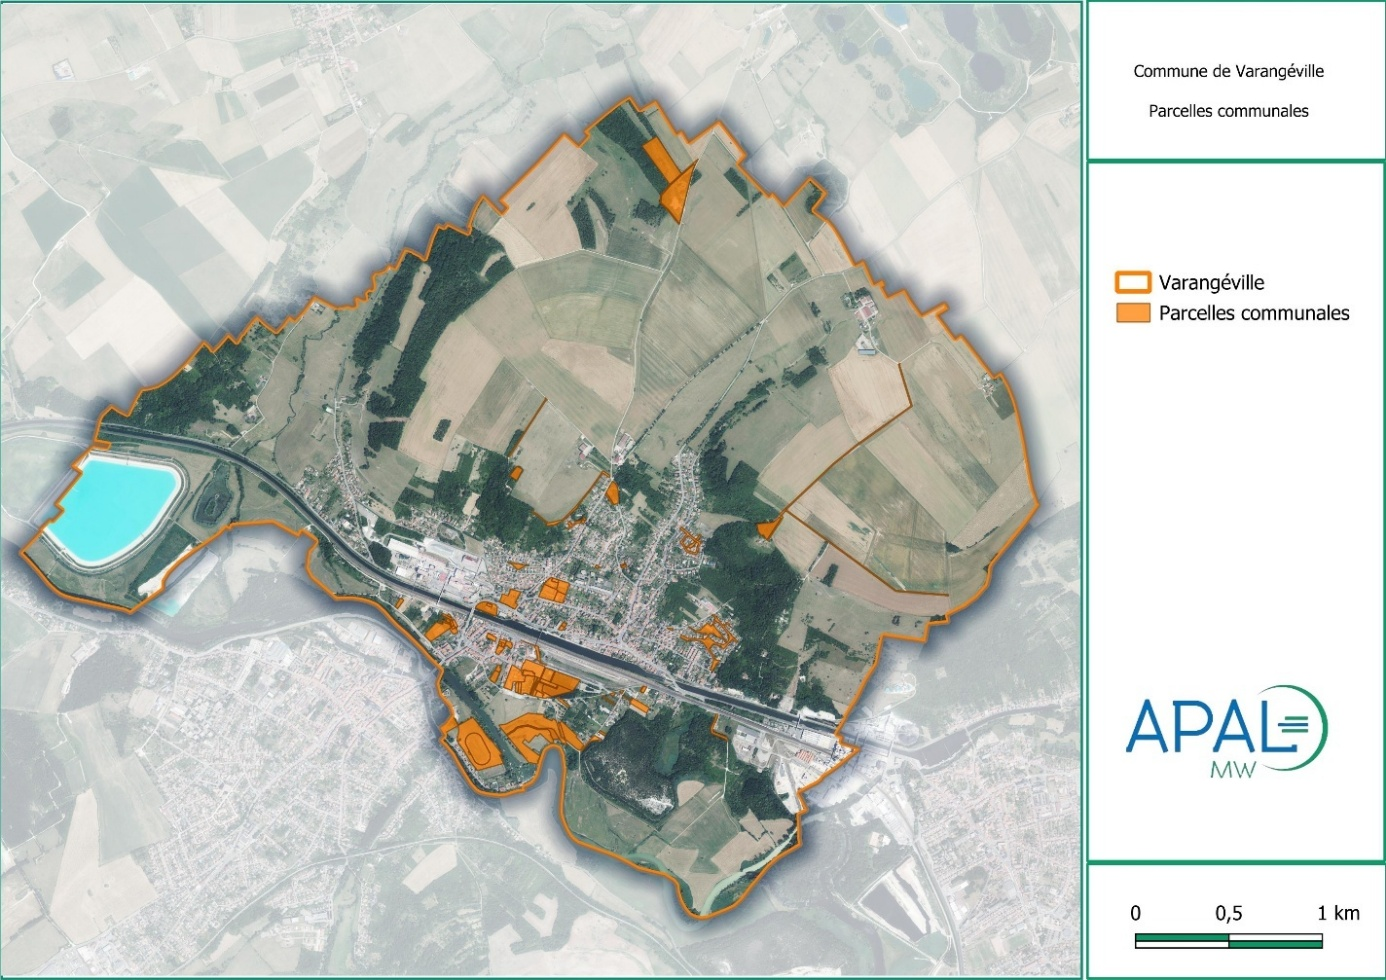 Commune de Varangéville
Parcelles communales
Varangéville
Parcelles communales
APAL
MW
0 0,5 1 km